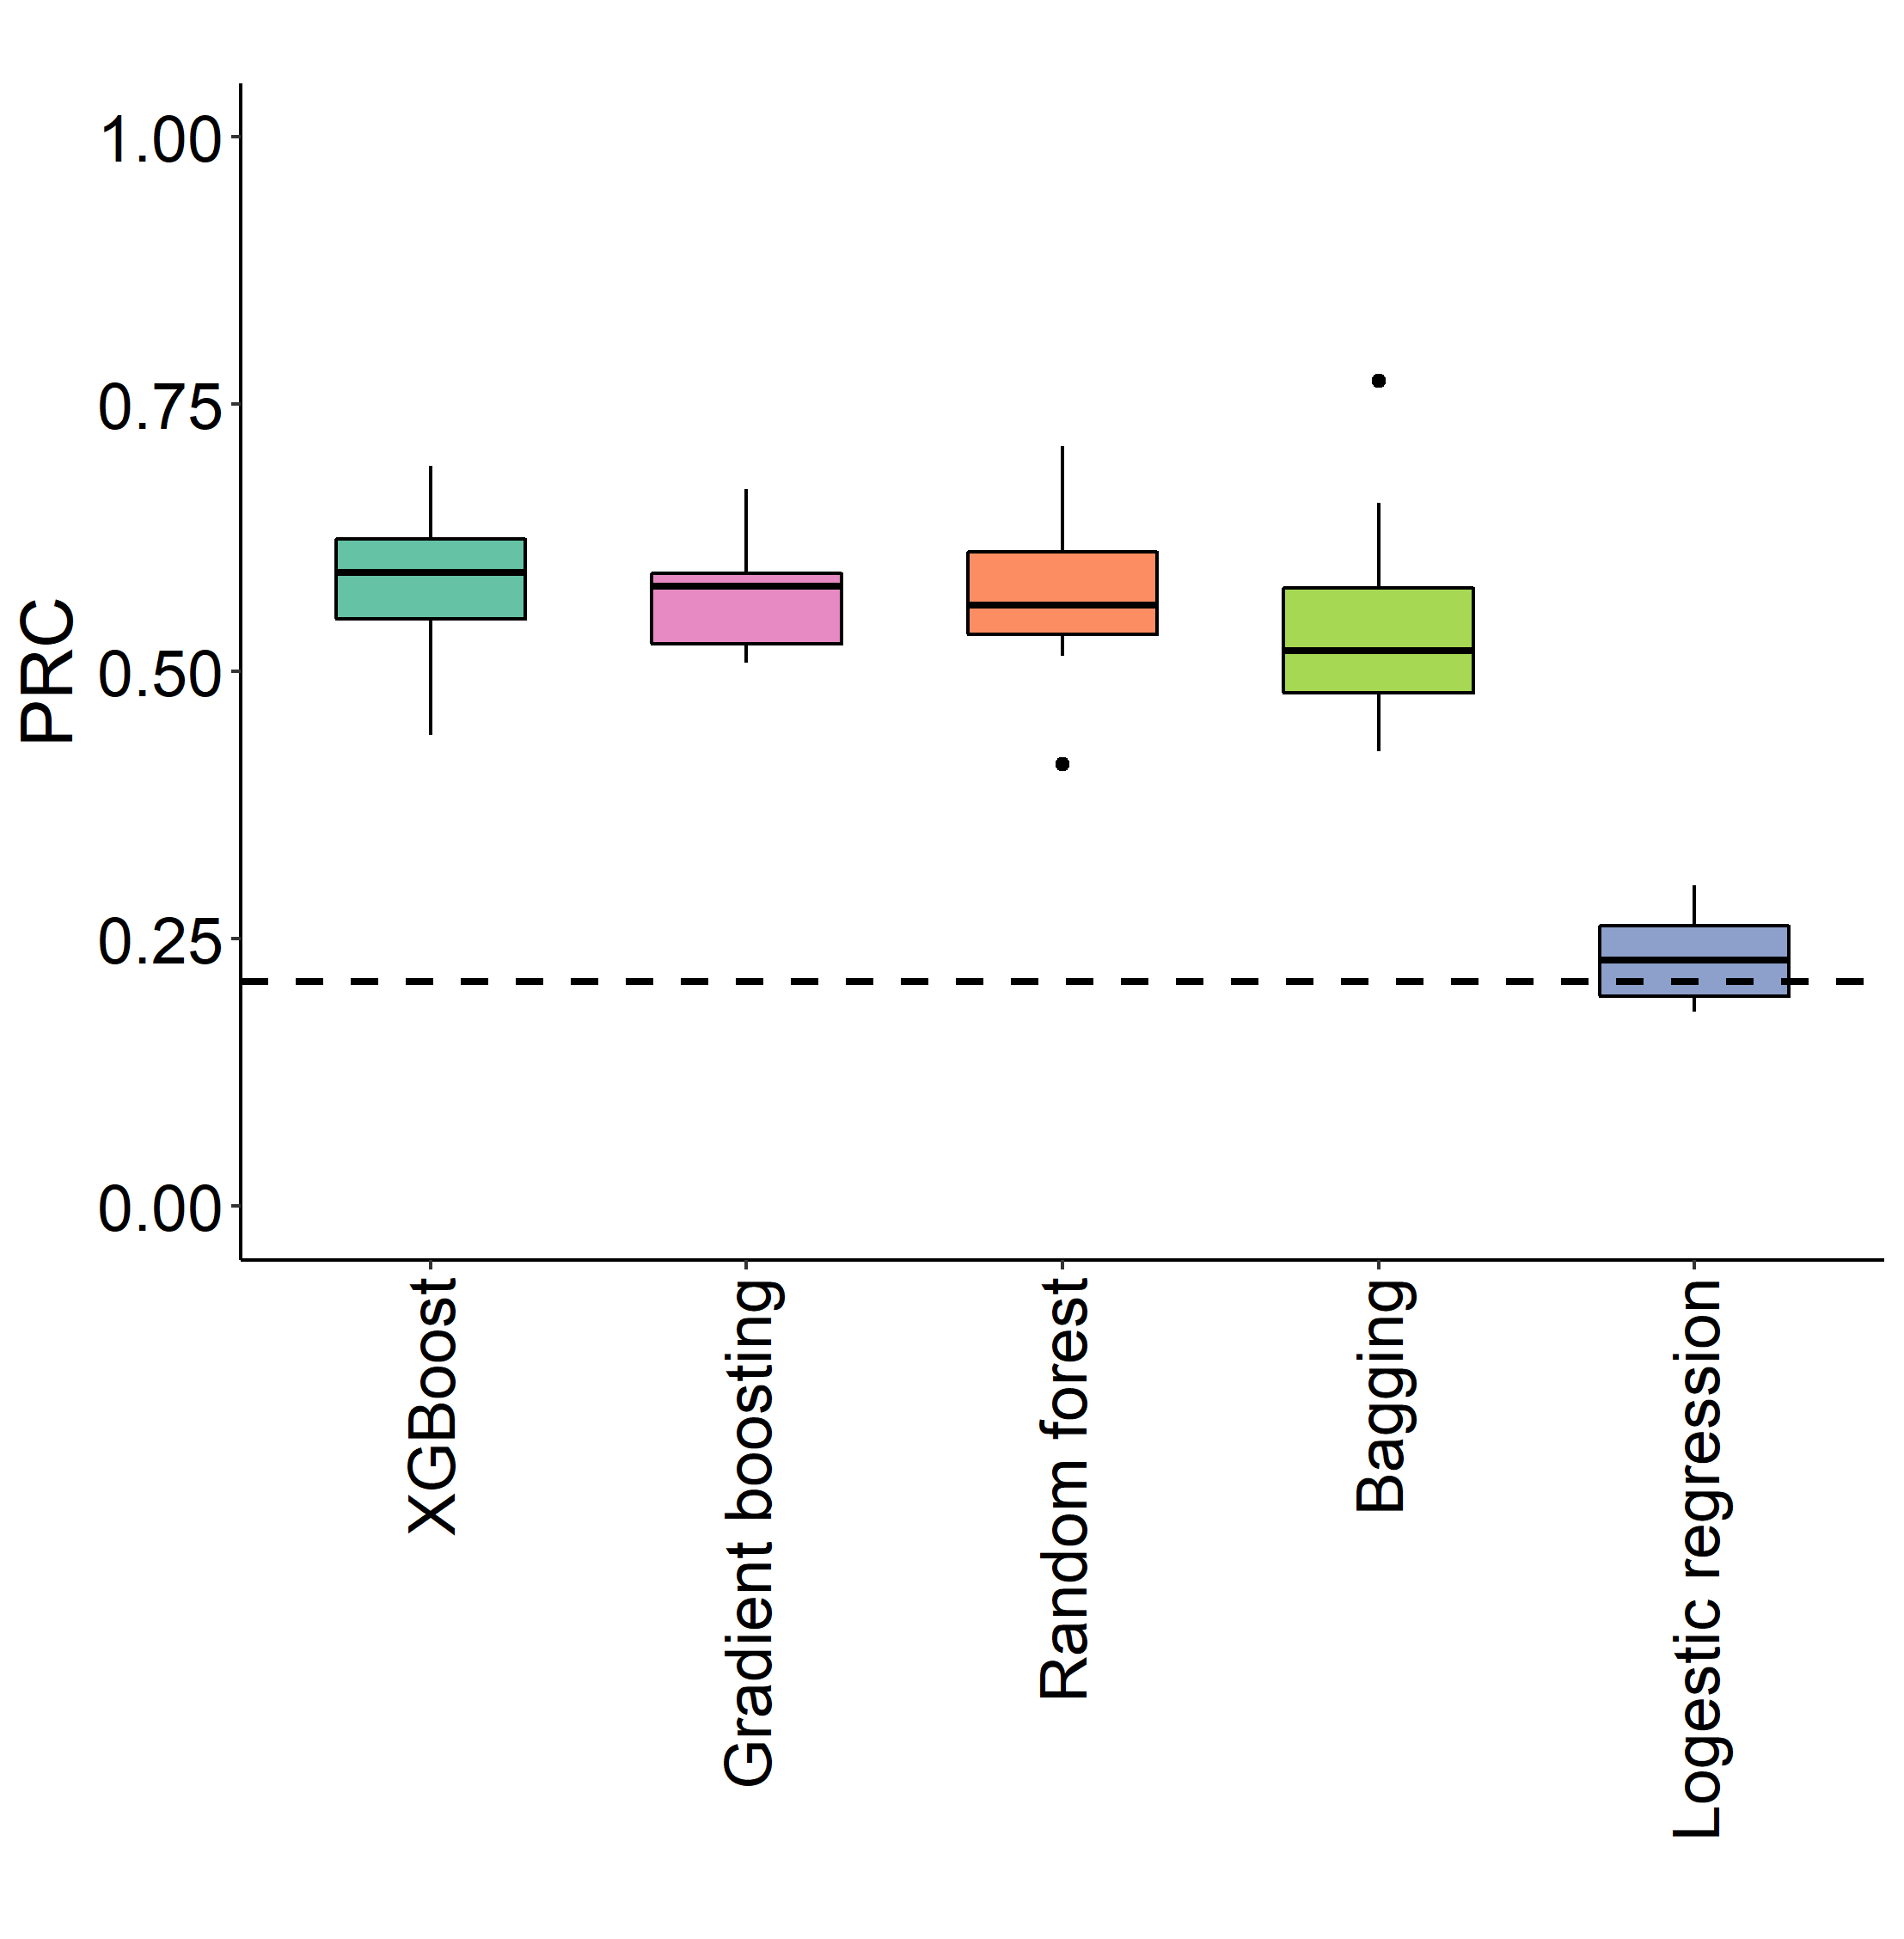 PRC
1.00
0.75
0.50
0.25
0.00
XGBoost
Gradient boosting
Random forest
Bagging
Logestic regression